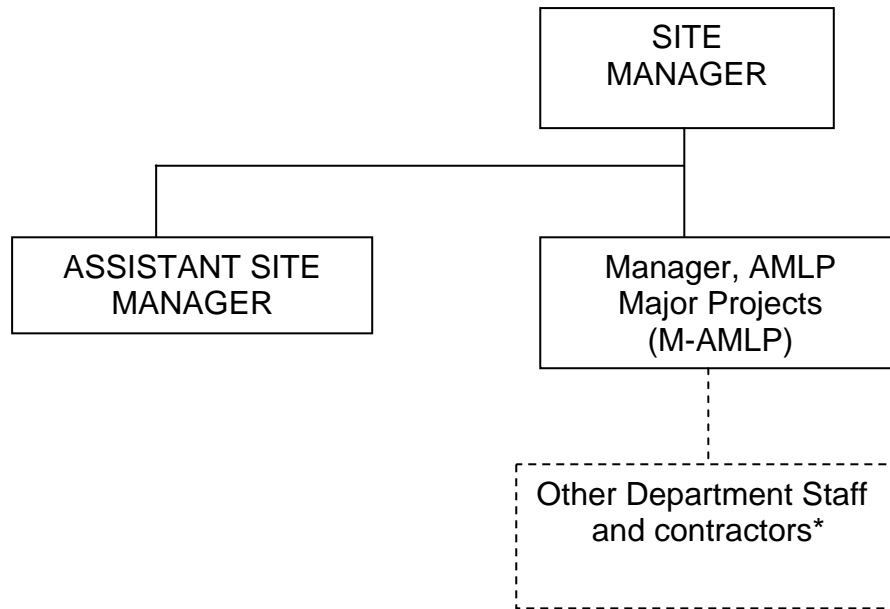 SITE
MANAGER
ASSISTANT SITE
MANAGER
Manager, AMLP
Major Projects
(M-AMLP)
Other Department Staff
and contractors*